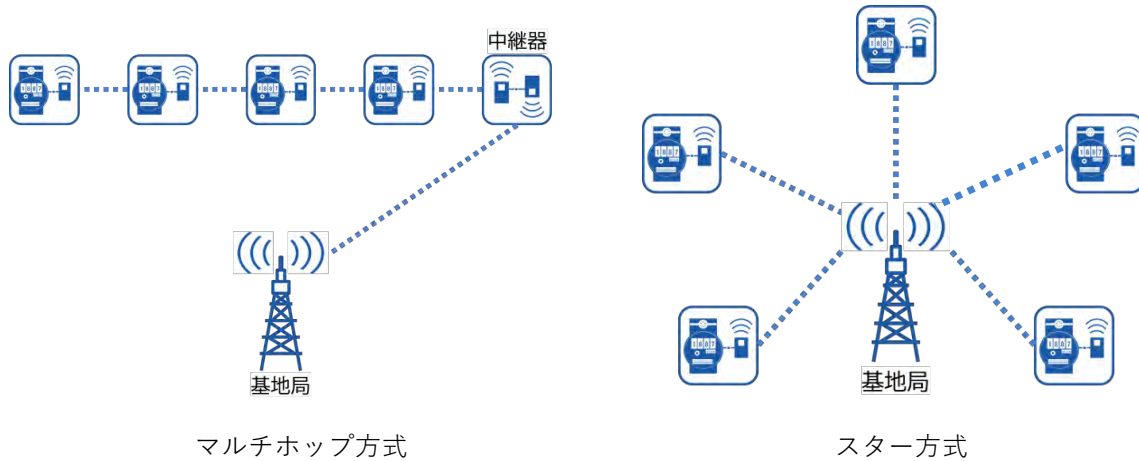 中継器
基地局
マルチホップ方式
基地局
スター方式